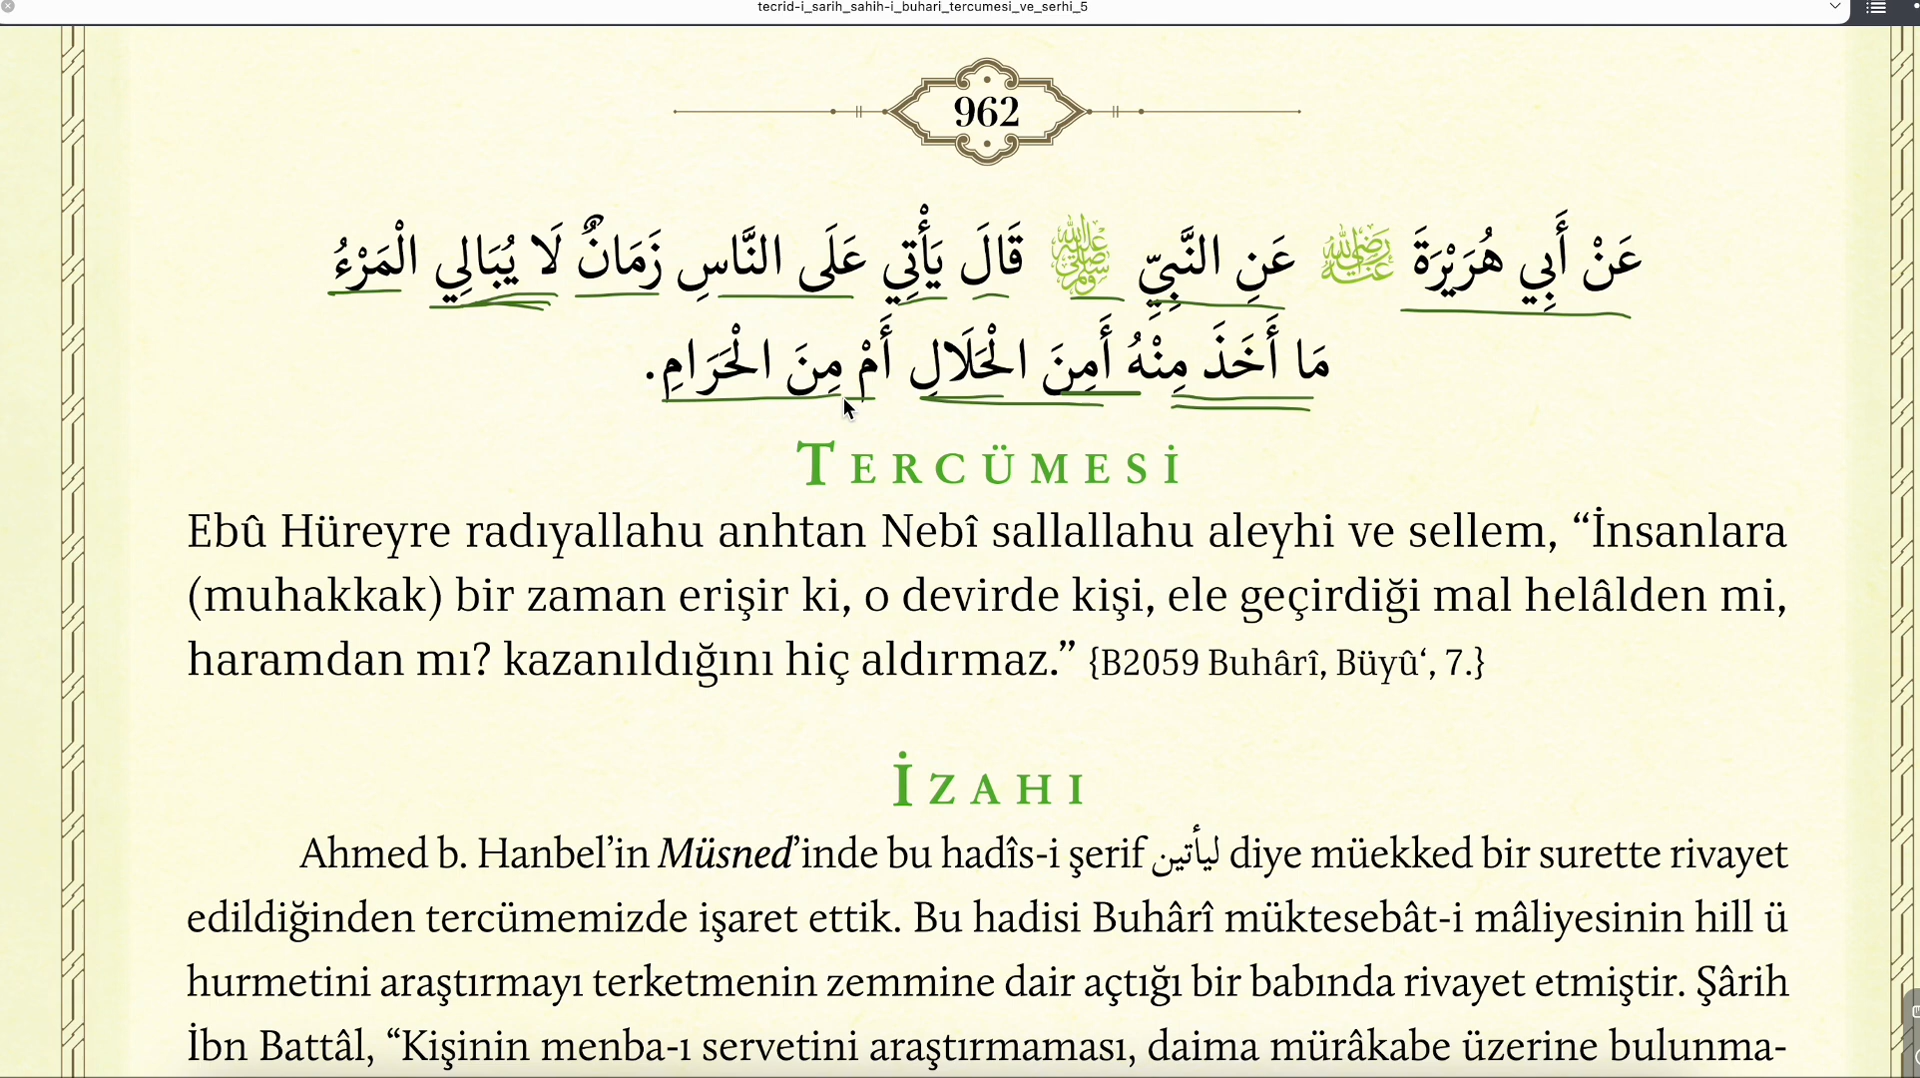 tecrid-i_sarih_sahih-i_buhari_tercumesi_ve_serhi_5
962
عَنْ أَبِي هُرَيْرَةَ رَضِيَ اللهُ عَنْهُ عَنِ النَّبِيِّ صَلَّى اللهُ عَلَيْهِ وَسَلَّمَ قَالَ يَأْتِي عَلَى النَّاسِ زَمَانٌ لَا يُبَالِي الْمَرْءُ
مَا أَخَذَ مِنْهُ أَمِنَ الْحَلَالِ أَمْ مِنَ الْحَرَامِ.
TERCÜMESİ
Ebû Hüreyre radıyallahu anhtan Nebî sallallahu aleyhi ve sellem, “İnsanlara
(muhakkak) bir zaman erişir ki, o devirde kişi, ele geçirdiği mal helâlden mi,
haramdan mı? kazanıldığını hiç aldırmaz.” {B2059 Buhârî, Büyû‘, 7.}
İZAHI
Ahmed b. Hanbel’in Müsned’inde bu hadîs-i şerif ليأتين diye müekked bir surette rivayet
edildiğinden tercümemizde işaret ettik. Bu hadisi Buhârî müktesebât-i mâliyesinin hill ü
hurmetini araştırmayı terketmenin zemmine dair açtığı bir babında rivayet etmiştir. Şârih
İbn Battâl, “Kişinin menba-ı servetini araştırmaması, daima mürâkabe üzerine bulunma-